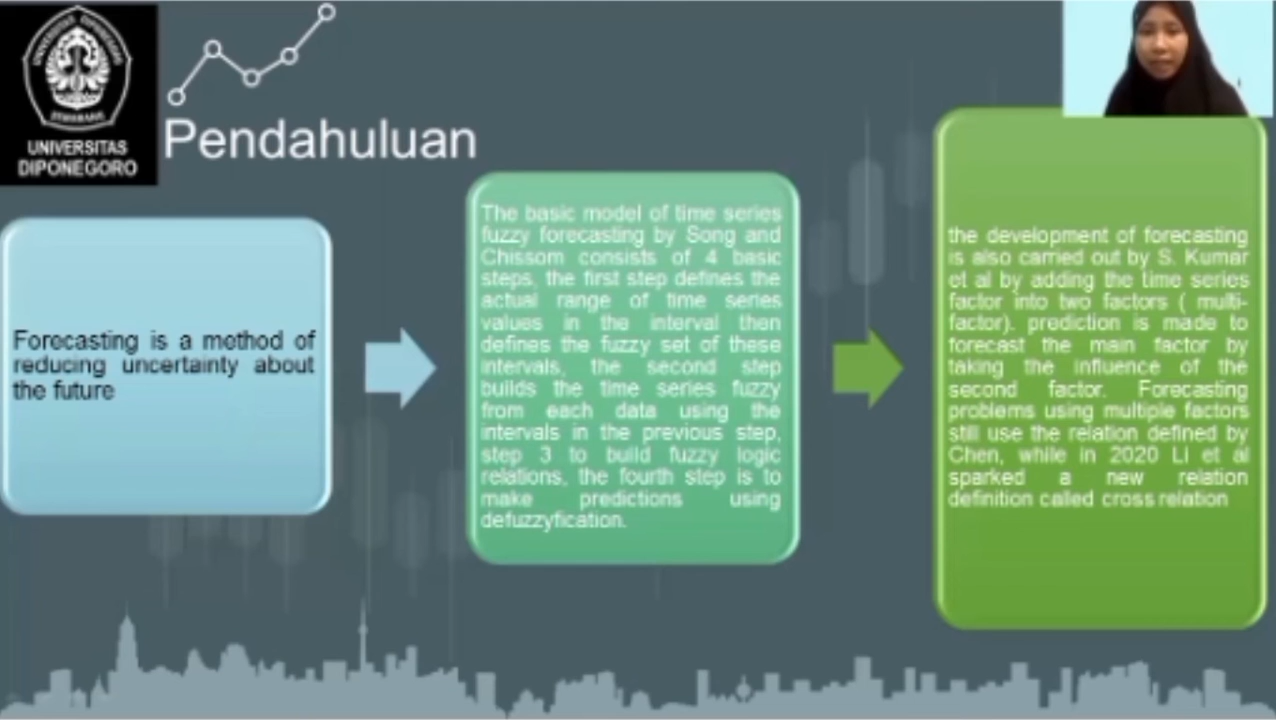 UNIVERSITAS DIPONEGORO
SEMARANG
UNIVERSITAS
DIPONEGORO
Pendahuluan
Forecasting is a method of
reducing uncertainty about
the future
The basic model of time series
fuzzy forecasting by Song and
Chissom consists of 4 basic
steps, the first step defines the
actual range of time series
values in the interval then
defines the fuzzy set of these
intervals, the second step
builds the time series fuzzy
from each data using the
intervals in the previous step,
step 3 to build fuzzy logic
relations, the fourth step is to
make predictions using
defuzzyfication.
the development of forecasting
is also carried out by S. Kumar
et al by adding the time series
factor into two factors ( multi-
factor). prediction is made to
forecast the main factor by
taking the influence of the
second factor. Forecasting
problems using multiple factors
still use the relation defined by
Chen, while in 2020 Li et al
sparked a new relation
definition called cross relation